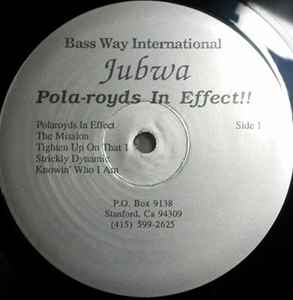 Bass Way International
Jubwa
Pola-royds In Effect!!
Polaroyds In Effect
Side 1
The Mission
Tighten Up On That 1
Strickly Dynamic
Knowin' Who I Am
P.O. Box 9138
Stanford, Ca 94309
(415) 599-2625